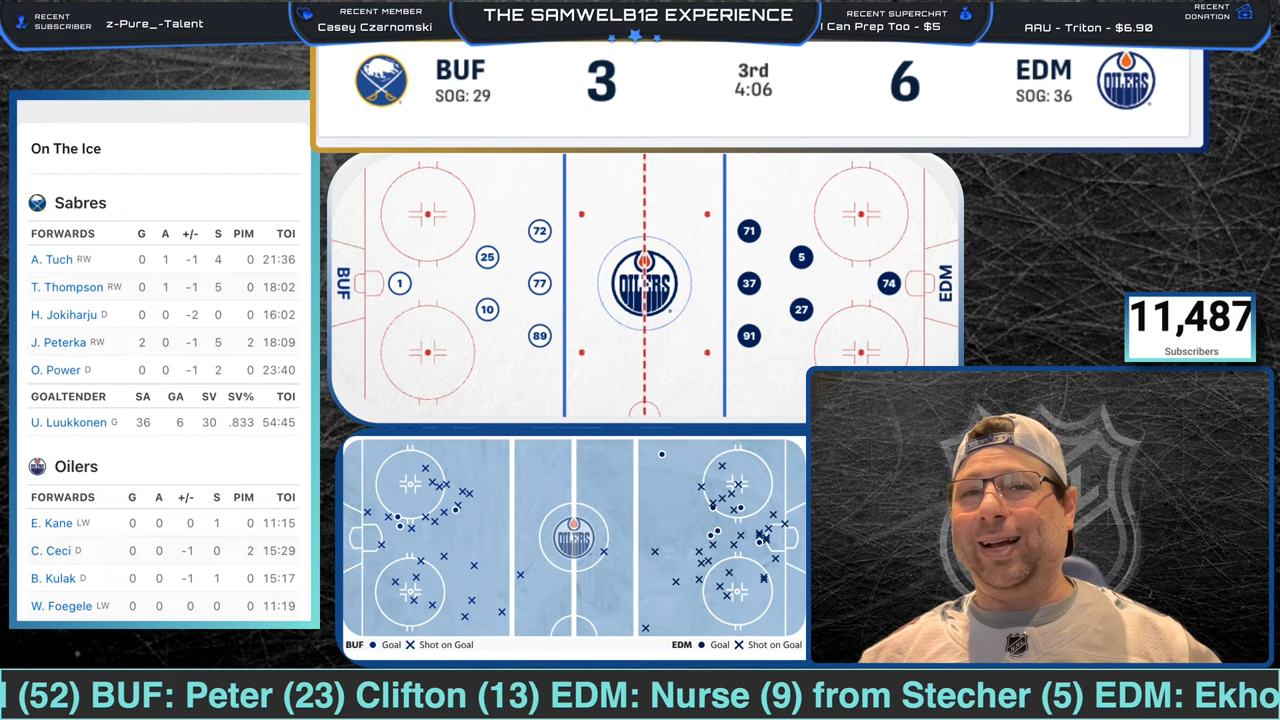 RECENT SUBSCRIBER
z-Pure_-Talent
RECENT MEMBER
Casey Czarnomski
THE SAMWELB12 EXPERIENCE
RECENT SUPERCHAT
I Can Prep Too - $5
RECENT DONATION
AAU - Triton - $6.90
BUF
SOG: 29
3
3rd
4:06
6
EDM
SOG: 36
OILERS
On The Ice
Sabres
FORWARDS G A +/- S PIM TOI
A. Tuch RW 0 1 -1 4 0 21:36
T. Thompson RW 0 1 -1 5 0 18:02
H. Jokiharju D 0 0 -2 0 0 16:02
J. Peterka RW 2 0 -1 5 2 18:09
O. Power D 0 0 -1 2 0 23:40
GOALTENDER SA GA SV SV% TOI
U. Luukkonen G 36 6 30 .833 54:45
Oilers
FORWARDS G A +/- S PIM TOI
E. Kane LW 0 0 0 1 0 11:15
C. Ceci D 0 0 -1 0 2 15:29
B. Kulak D 0 0 -1 1 0 15:17
W. Foegele LW 0 0 0 0 0 11:19
BUF
1
25
10
72
77
89
OILERS
71
37
91
5
27
74
EDM
11,487
Subscribers
OILERS
BUF Goal Shot on Goal
EDM Goal Shot on Goal
NHL
(52) BUF: Peter (23) Clifton (13) EDM: Nurse (9) from Stecher (5) EDM: Ekho